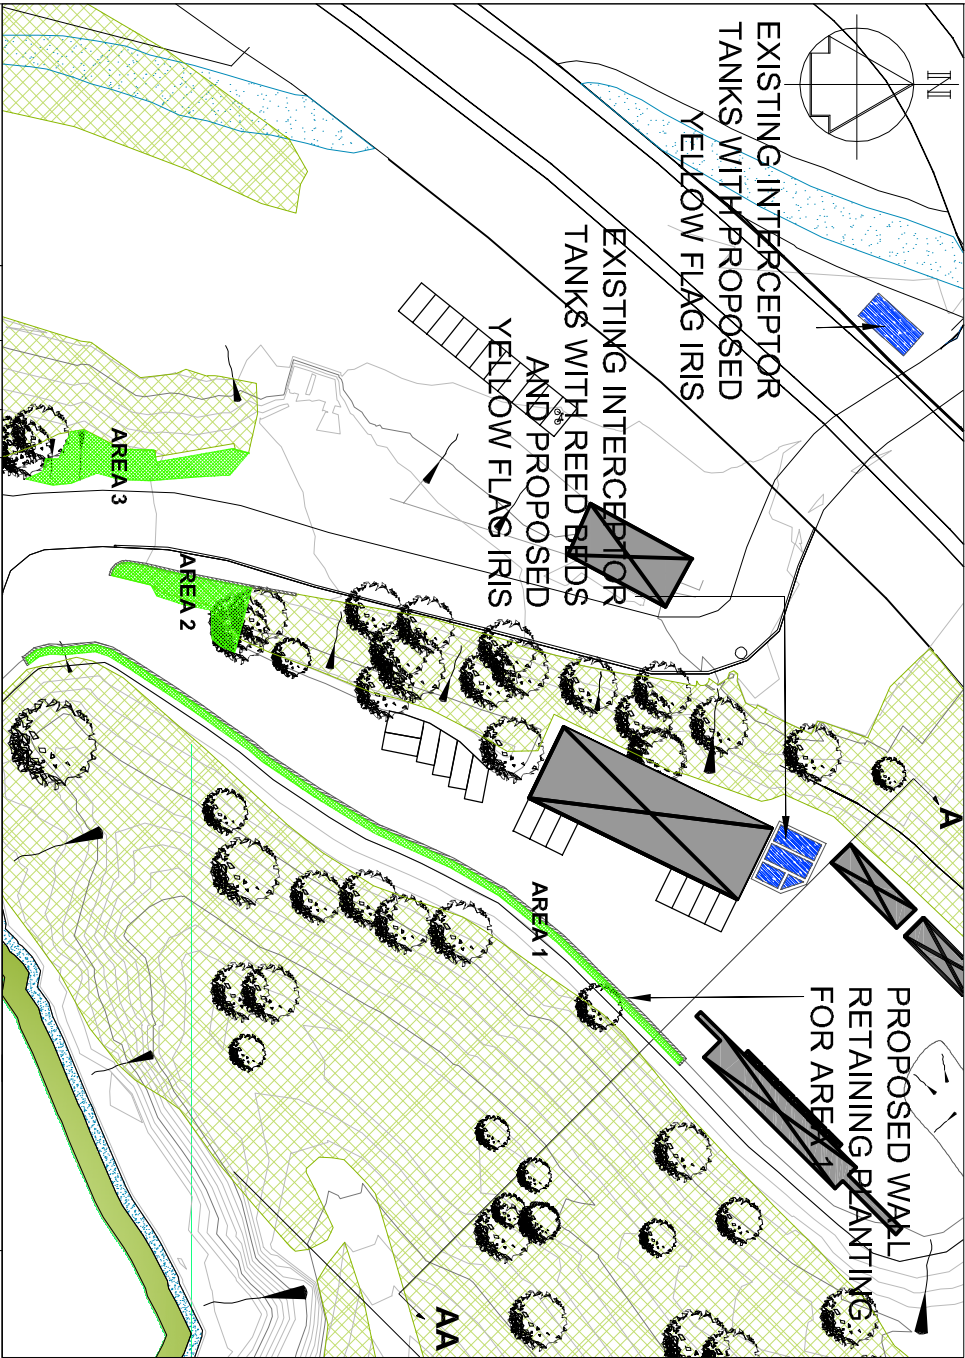 N
EXISTING INTERCEPTOR
TANKS WITH PROPOSED
YELLOW FLAG IRIS
EXISTING INTERCEPTOR
TANKS WITH REED BEDS
AND PROPOSED
YELLOW FLAG IRIS
AREA 3
AREA 2
AREA 1
A
PROPOSED WALL
RETAINING PLANTING
FOR AREA 1
AA